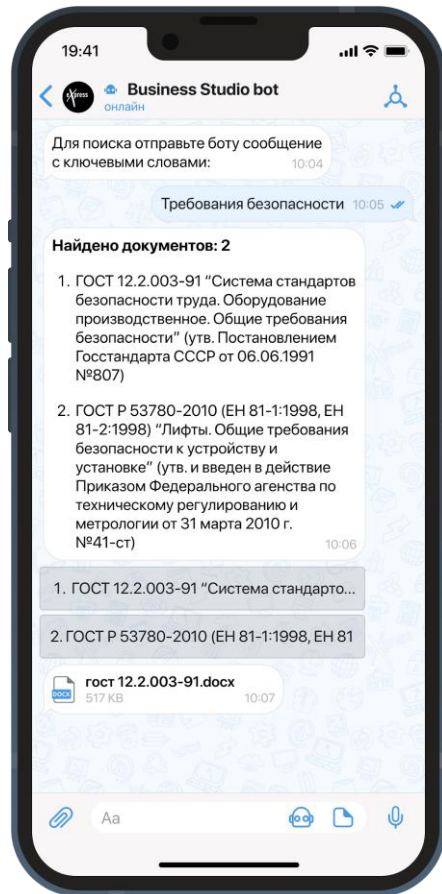 19:41
eXpress
Business Studio bot
онлайн
Для поиска отправьте боту сообщение
с ключевыми словами:
10:04
Требования безопасности 10:05
Найдено документов: 2
1. ГОСТ 12.2.003-91 “Система стандартов
безопасности труда. Оборудование
производственное. Общие требования
безопасности” (утв. Постановлением
Госстандарта СССР от 06.06.1991
№807)
2. ГОСТ Р 53780-2010 (ЕН 81-1:1998, ЕН
81-2:1998) “Лифты. Общие требования
безопасности к устройству и
установке” (утв. и введен в действие
Приказом Федерального агенства по
техническому регулированию и
метрологии от 31 марта 2010 г.
№41-ст)
10:06
1. ГОСТ 12.2.003-91 “Система стандарто...
2. ГОСТ Р 53780-2010 (ЕН 81-1:1998, ЕН 81
гост 12.2.003-91.docx
DOCX
517 KB
10:07
Aa